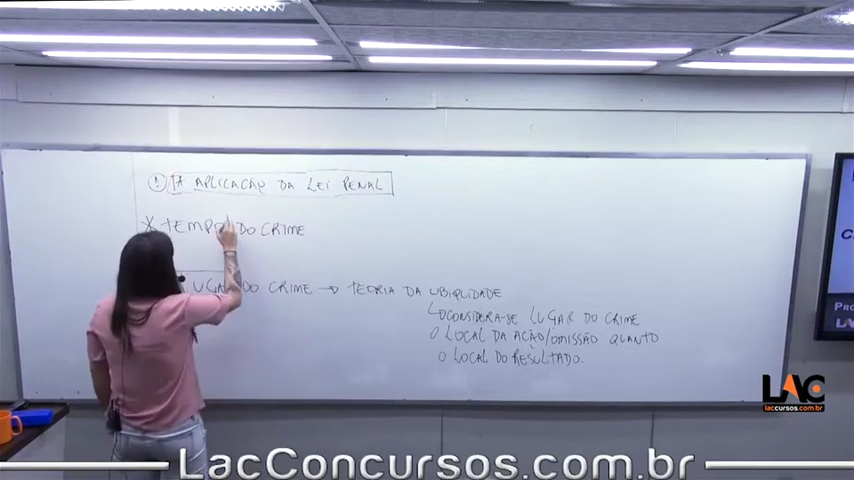 ① DA APLICAÇÃO DA LEI PENAL
* TEMPO DO CRIME
LUGAR DO CRIME → TEORIA DA UBIQUIDADE
↳ CONSIDERA-SE LUGAR DO CRIME
O LOCAL DA AÇÃO/OMISSÃO QUANTO
O LOCAL DO RESULTADO.
LAC
laccursos.com.br
LacConcursos.com.br